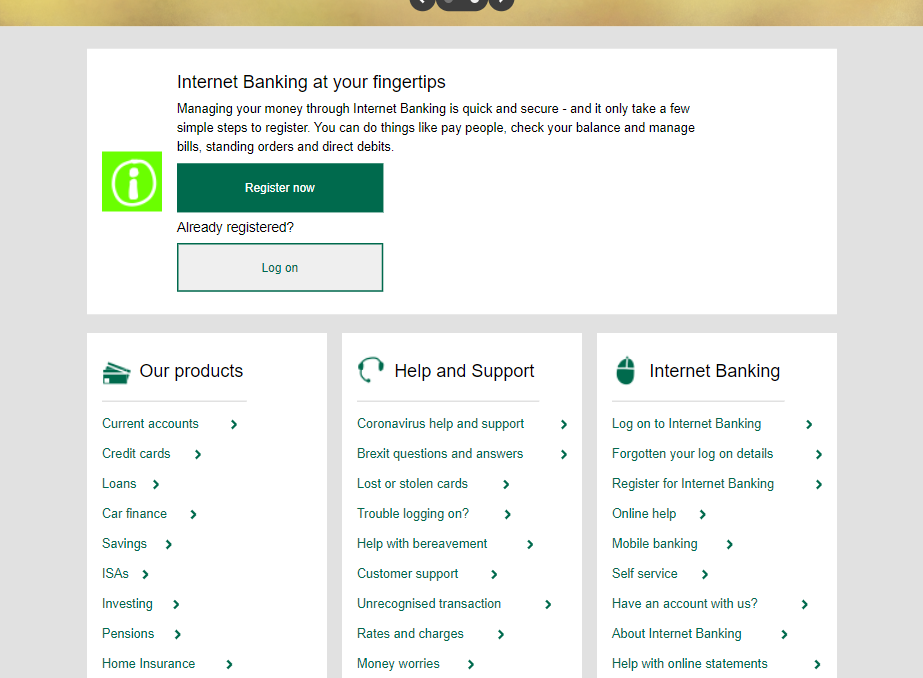 Internet Banking at your fingertips
Managing your money through Internet Banking is quick and secure - and it only take a few
simple steps to register. You can do things like pay people, check your balance and manage
bills, standing orders and direct debits.
Register now
Already registered?
Log on
Our products
Current accounts
Credit cards
Loans
Car finance
Savings
ISAs
Investing
Pensions
Home Insurance
Help and Support
Coronavirus help and support
Brexit questions and answers
Lost or stolen cards
Trouble logging on?
Help with bereavement
Customer support
Unrecognised transaction
Rates and charges
Money worries
Internet Banking
Log on to Internet Banking
Forgotten your log on details
Register for Internet Banking
Online help
Mobile banking
Self service
Have an account with us?
About Internet Banking
Help with online statements